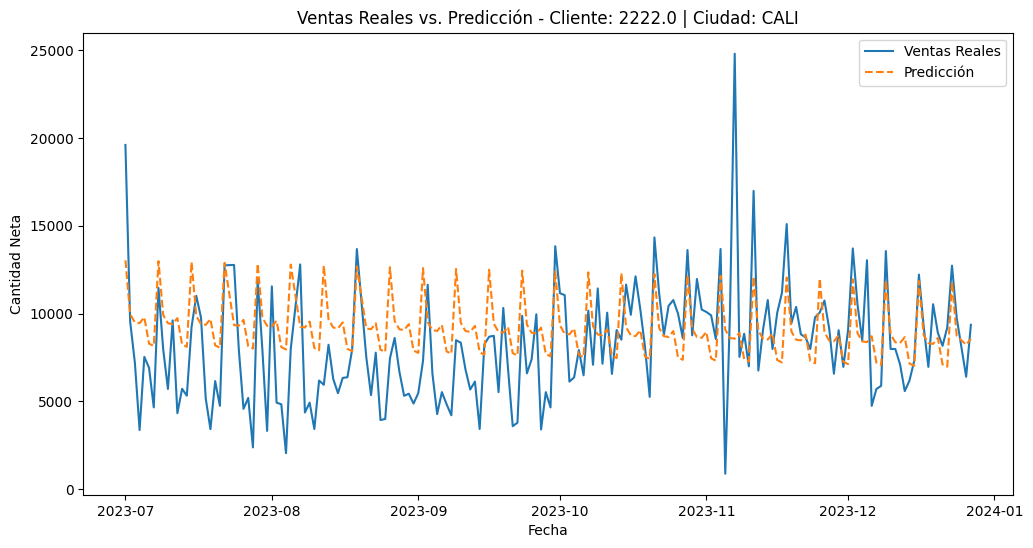 Ventas Reales vs. Predicción - Cliente: 2222.0 | Ciudad: CALI
Ventas Reales
Predicción
25000
20000
15000
10000
5000
0
Cantidad Neta
2023-07
2023-08
2023-09
2023-10
2023-11
2023-12
2024-01
Fecha